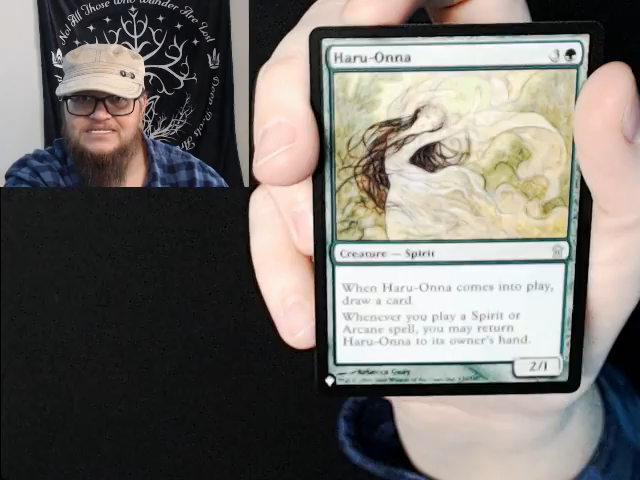 Not All Those Who Wander Are Lost
Haru-Onna 3
Creature — Spirit
When Haru-Onna comes into play,
draw a card.
Whenever you play a Spirit or
Arcane spell, you may return
Haru-Onna to its owner's hand.
2/1
Rebecca Guay